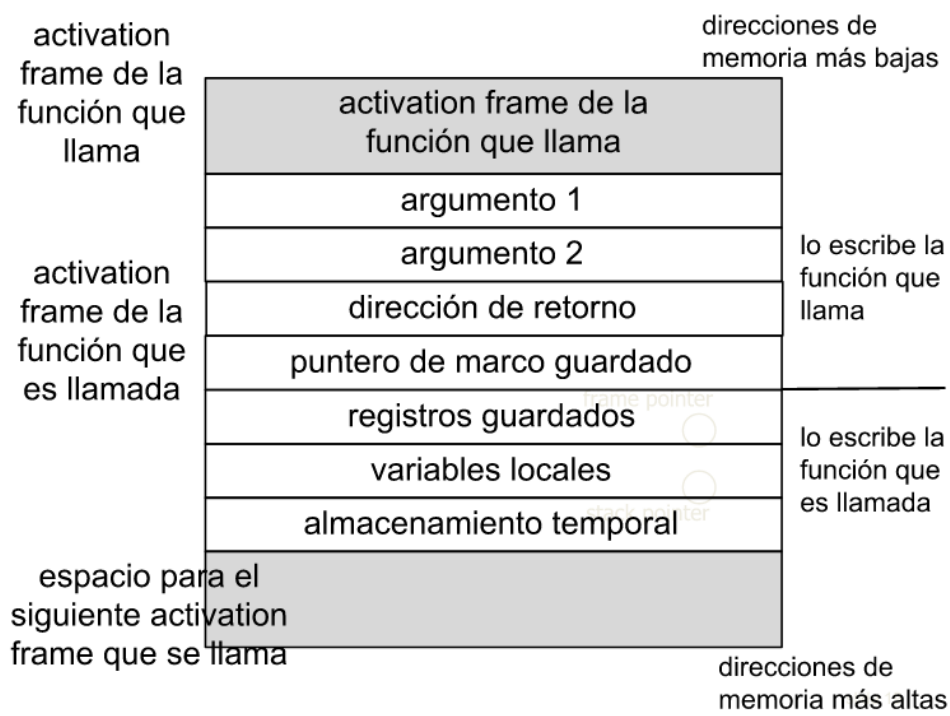 direcciones de
memoria más bajas
activation
frame de la
función que
llama
activation frame de la
función que llama
argumento 1
argumento 2
dirección de retorno
puntero de marco guardado
lo escribe la
función que
llama
activation
frame de la
función que
es llamada
frame pointer
registros guardados
variables locales
stack pointer
almacenamiento temporal
lo escribe la
función que
es llamada
espacio para el
siguiente activation
frame que se llama
direcciones de
memoria más altas